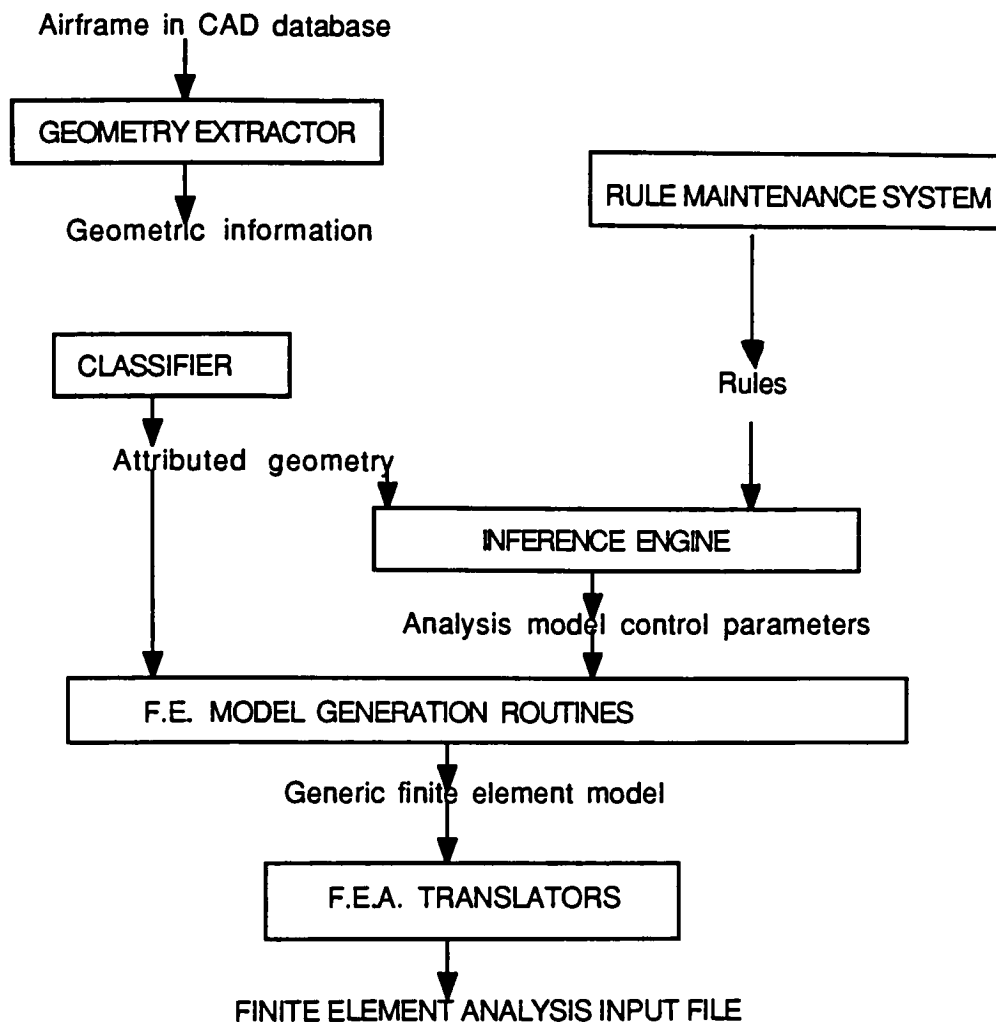 Airframe in CAD database
GEOMETRY EXTRACTOR
Geometric information
RULE MAINTENANCE SYSTEM
CLASSIFIER
Rules
Attributed geometry
INFERENCE ENGINE
Analysis model control parameters
F.E. MODEL GENERATION ROUTINES
Generic finite element model
F.E.A. TRANSLATORS
FINITE ELEMENT ANALYSIS INPUT FILE